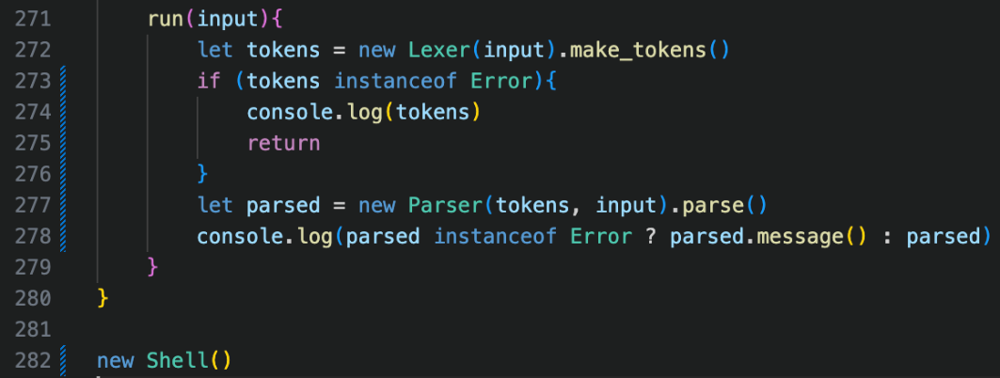 271 run(input){
272 let tokens = new Lexer(input).make_tokens()
273 if (tokens instanceof Error){
274 console.log(tokens)
275 return
276 }
277 let parsed = new Parser(tokens, input).parse()
278 console.log(parsed instanceof Error ? parsed.message() : parsed)
279 }
280 }
281
282 new Shell()